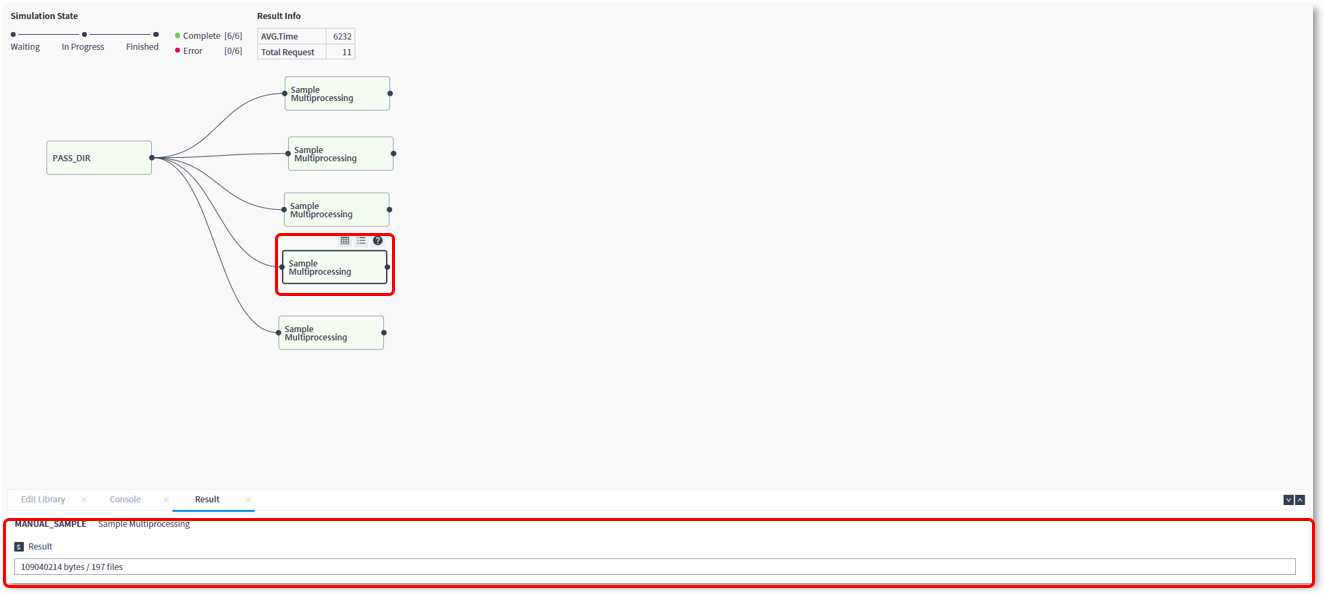 Simulation State
Waiting
In Progress
Finished
Complete [6/6]
Error [0/6]
Result Info
AVG.Time 6232
Total Request 11
PASS_DIR
Sample
Multiprocessing
Sample
Multiprocessing
Sample
Multiprocessing
?
Sample
Multiprocessing
Sample
Multiprocessing
Edit Library × Console × Result ×
MANUAL_SAMPLE Sample Multiprocessing
S Result
109040214 bytes / 197 files